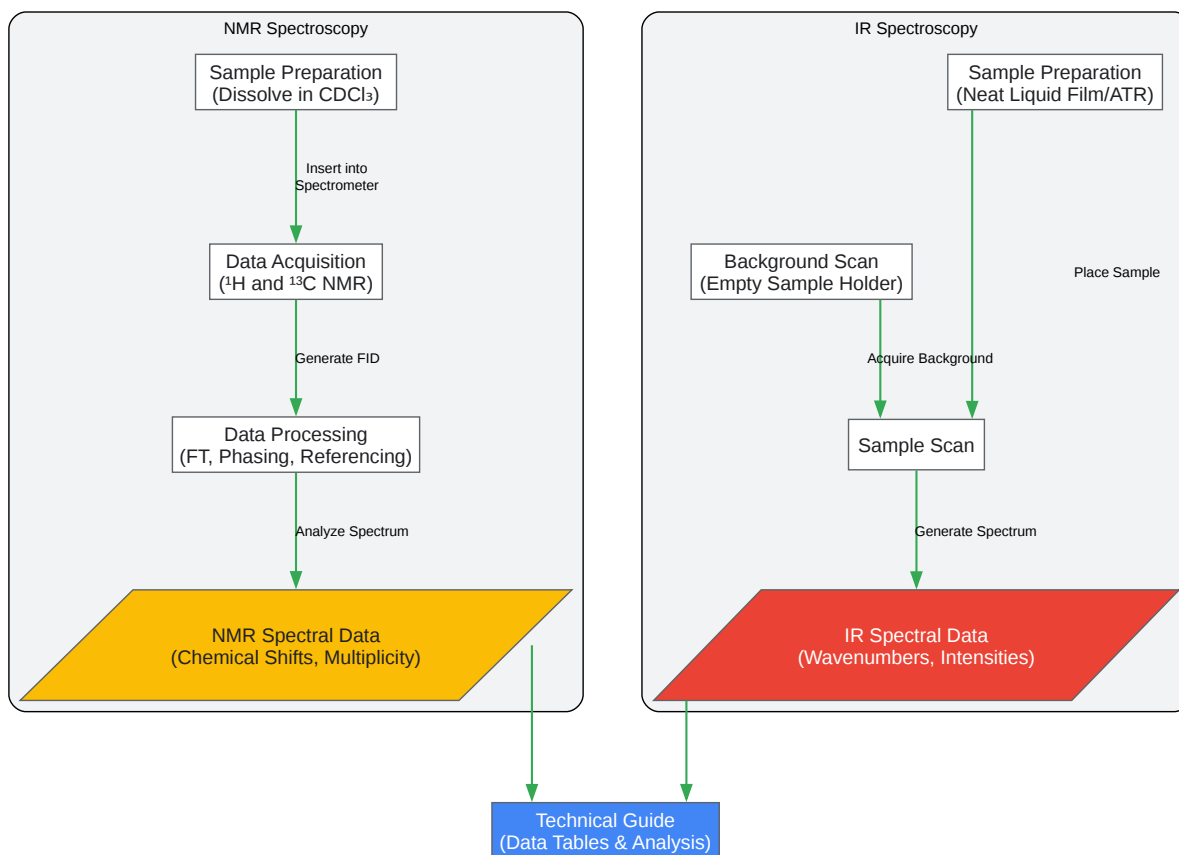 NMR Spectroscopy
Sample Preparation
(Dissolve in CDCl₃)
Insert into
Spectrometer
Data Acquisition
(¹H and ¹³C NMR)
Generate FID
Data Processing
(FT, Phasing, Referencing)
Analyze Spectrum
NMR Spectral Data
(Chemical Shifts, Multiplicity)
IR Spectroscopy
Sample Preparation
(Neat Liquid Film/ATR)
Background Scan
(Empty Sample Holder)
Place Sample
Acquire Background
Sample Scan
Generate Spectrum
IR Spectral Data
(Wavenumbers, Intensities)
Technical Guide
(Data Tables & Analysis)